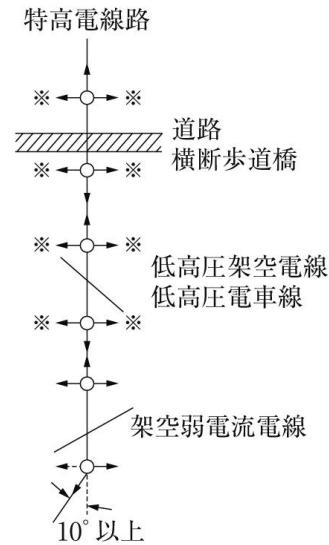 特高電線路
※ ※
道路
横断歩道橋
※ ※
※ ※
低高圧架空電線
低高圧電車線
※ ※
架空弱電流電線
10°以上